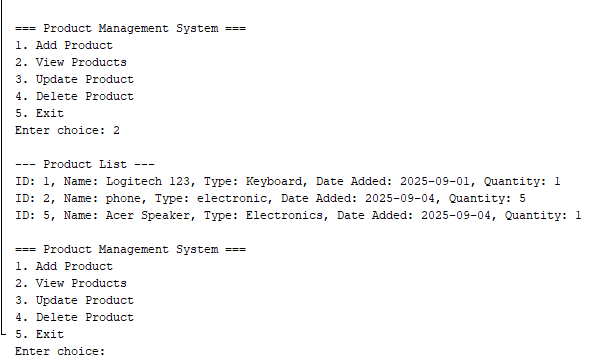 === Product Management System ===
1. Add Product
2. View Products
3. Update Product
4. Delete Product
5. Exit
Enter choice: 2
--- Product List ---
ID: 1, Name: Logitech 123, Type: Keyboard, Date Added: 2025-09-01, Quantity: 1
ID: 2, Name: phone, Type: electronic, Date Added: 2025-09-04, Quantity: 5
ID: 5, Name: Acer Speaker, Type: Electronics, Date Added: 2025-09-04, Quantity: 1
=== Product Management System ===
1. Add Product
2. View Products
3. Update Product
4. Delete Product
5. Exit
Enter choice: